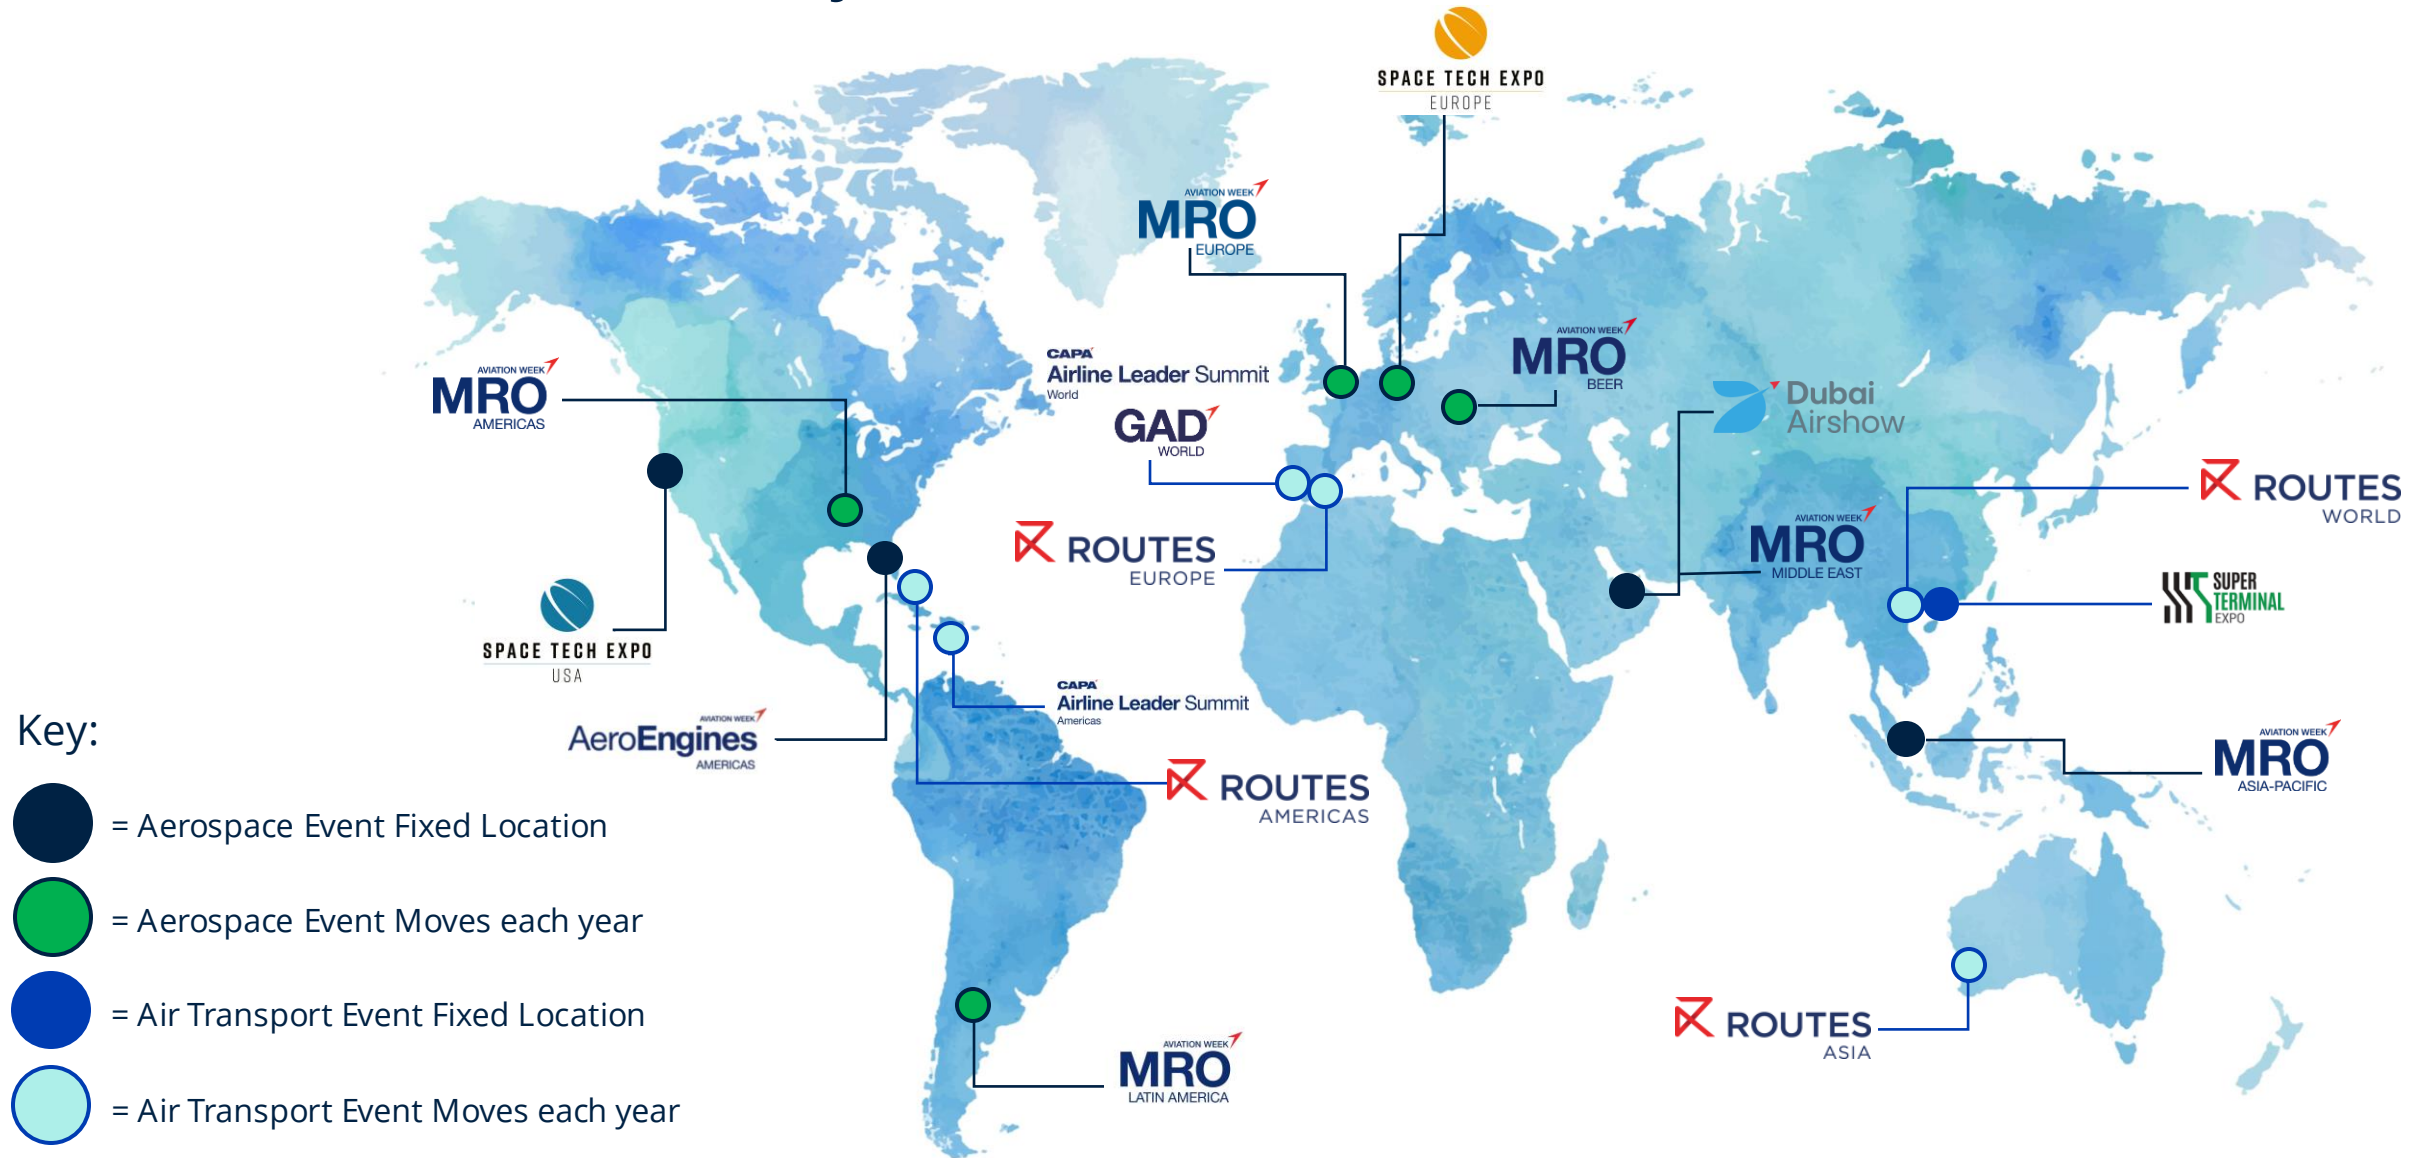 SPACE TECH EXPO
EUROPE
AVIATION WEEK
MRO
EUROPE
AVIATION WEEK
MRO
BEER
CAPA
Airline Leader Summit
World
GAD
WORLD
AVIATION WEEK
MRO
AMERICAS
Dubai
Airshow
ROUTES
WORLD
ROUTES
EUROPE
AVIATION WEEK
MRO
MIDDLE EAST
SUPER
TERMINAL
EXPO
SPACE TECH EXPO
USA
CAPA
Airline Leader Summit
Americas
AVIATION WEEK
AeroEngines
AMERICAS
AVIATION WEEK
MRO
ASIA-PACIFIC
ROUTES
AMERICAS
ROUTES
ASIA
AVIATION WEEK
MRO
LATIN AMERICA
Key:
= Aerospace Event Fixed Location
= Aerospace Event Moves each year
= Air Transport Event Fixed Location
= Air Transport Event Moves each year